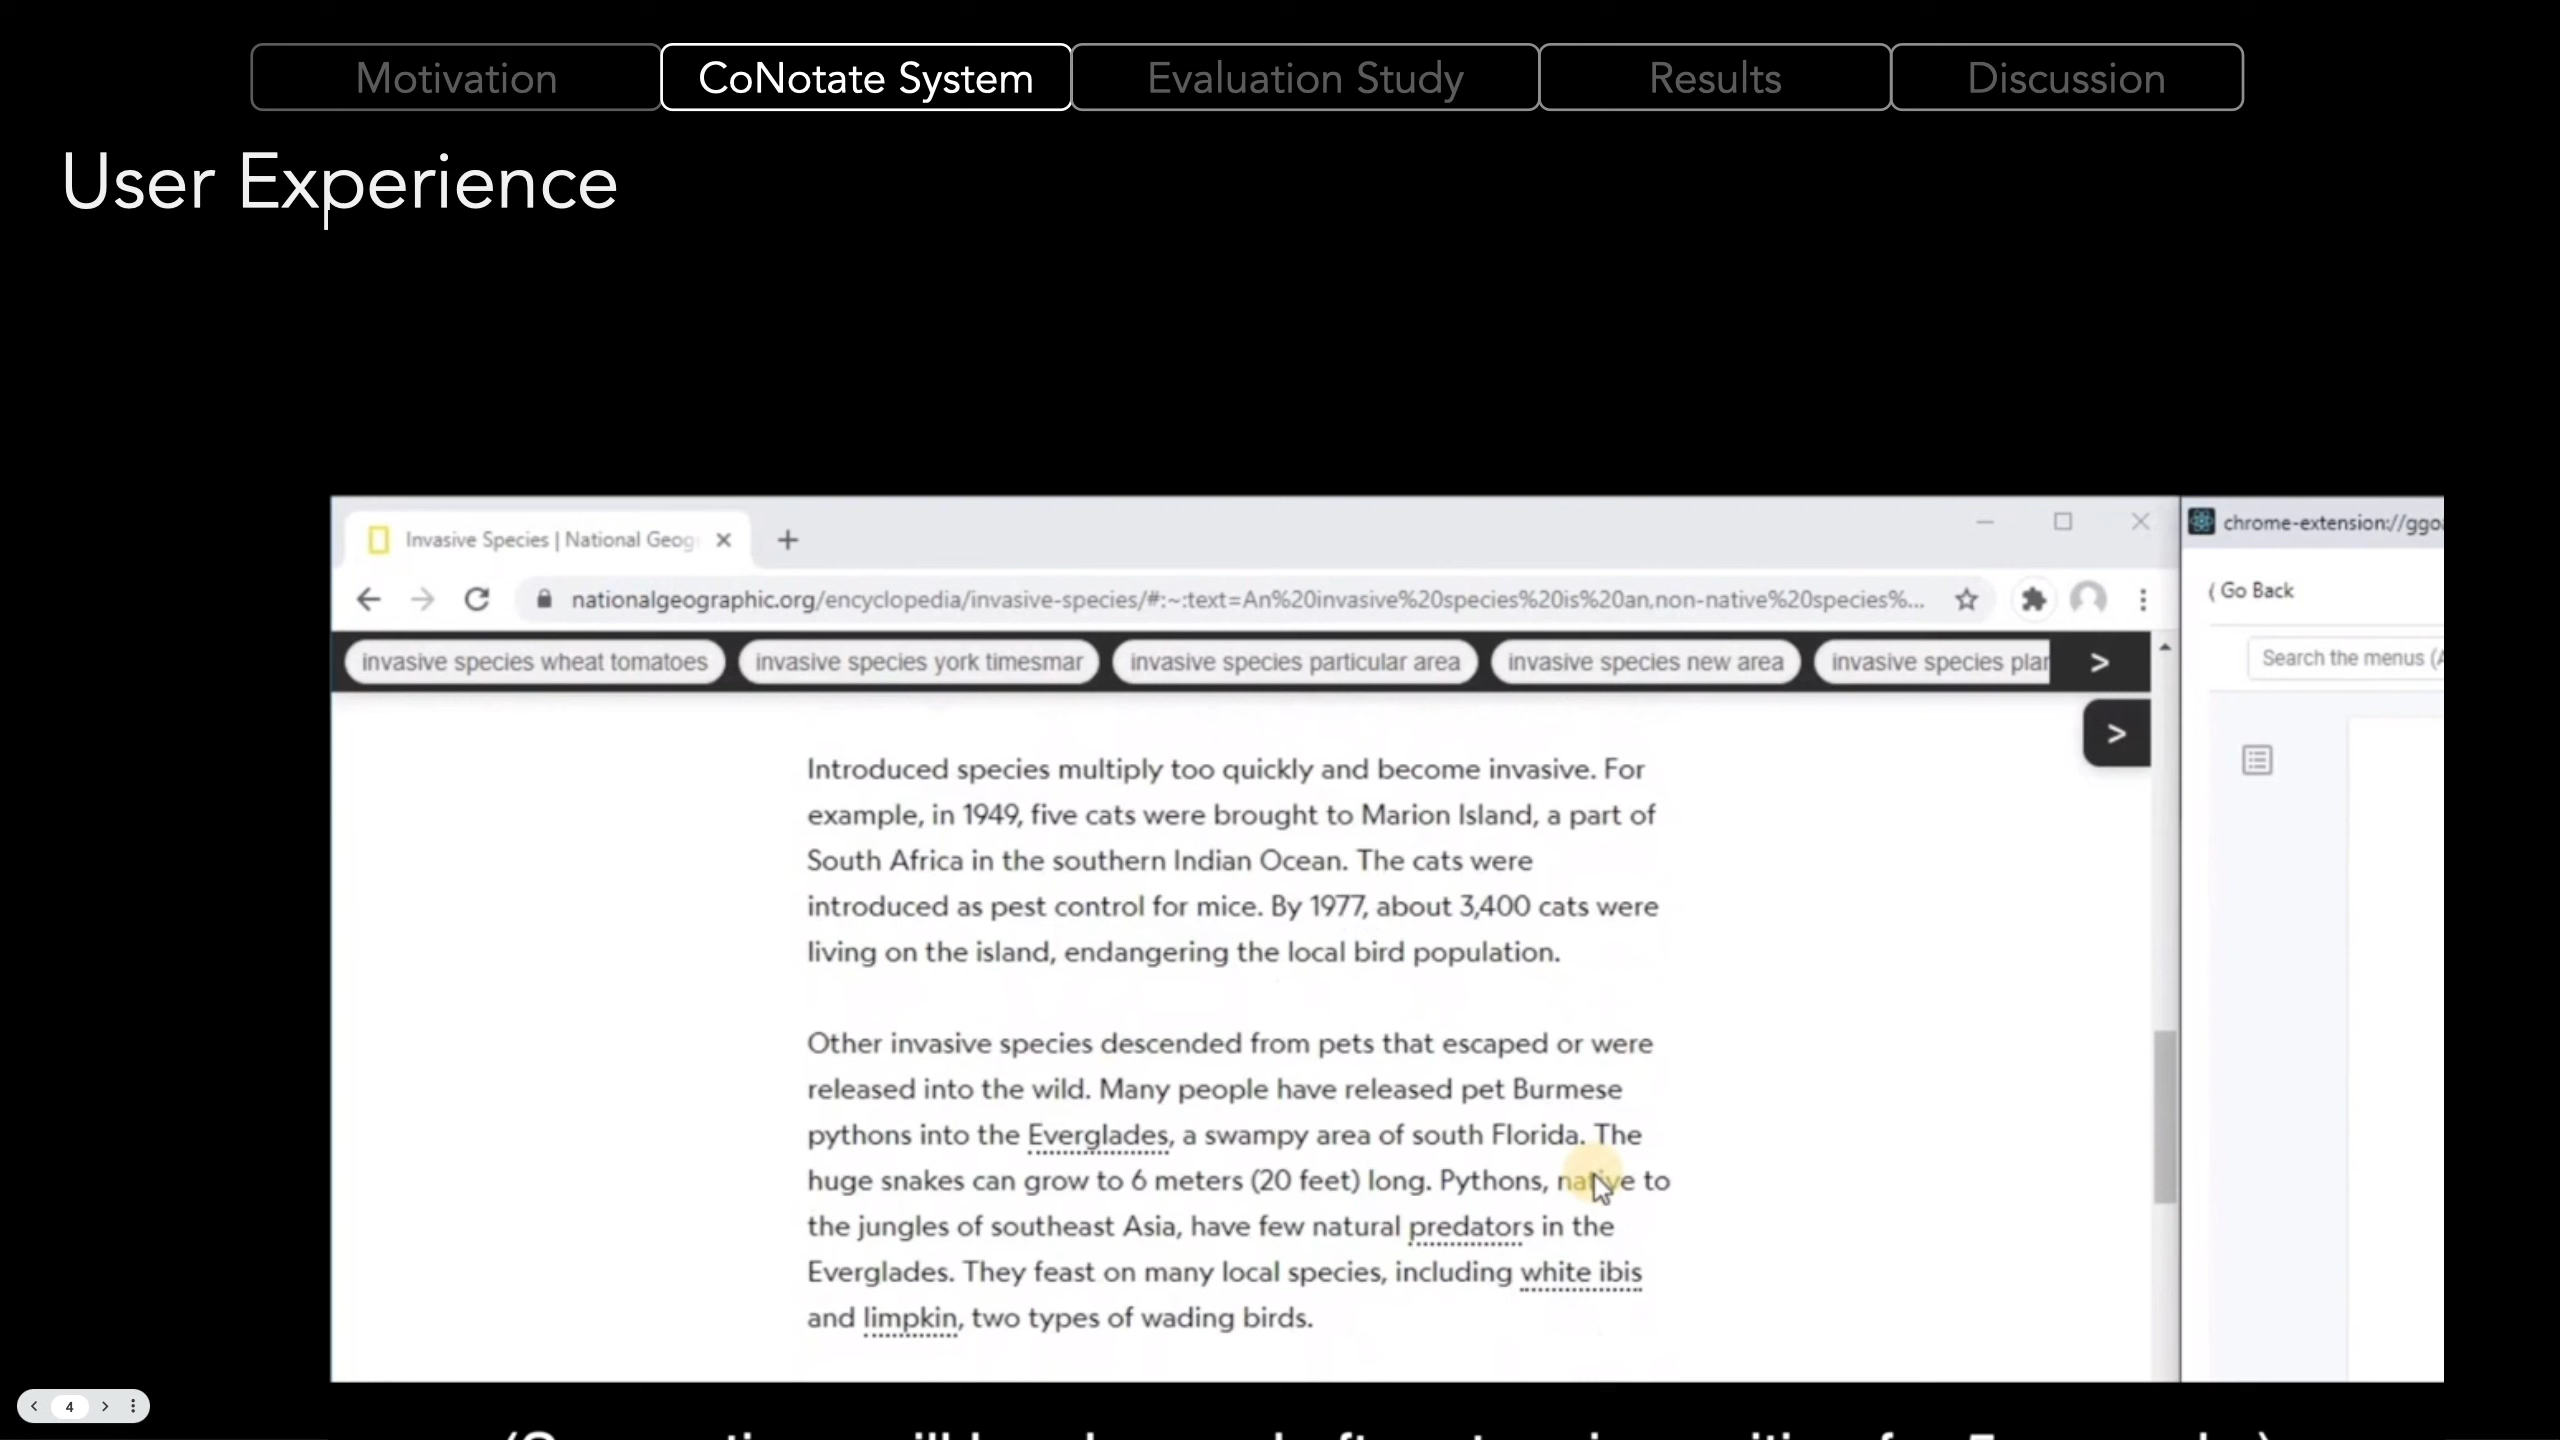 Motivation
CoNotate System
Evaluation Study
Results
Discussion
User Experience
Invasive Species | National Geog
chrome-extension://ggo
nationalgeographic.org/encyclopedia/invasive-species/#:~:text=An%20invasive%20species%20is%20an,non-native%20species%...
( Go Back
invasive species wheat tomatoes
invasive species york timesmar
invasive species particular area
invasive species new area
invasive species plan
>
Search the menus (A
>
Introduced species multiply too quickly and become invasive. For
example, in 1949, five cats were brought to Marion Island, a part of
South Africa in the southern Indian Ocean. The cats were
introduced as pest control for mice. By 1977, about 3,400 cats were
living on the island, endangering the local bird population.
Other invasive species descended from pets that escaped or were
released into the wild. Many people have released pet Burmese
pythons into the Everglades, a swampy area of south Florida. The
huge snakes can grow to 6 meters (20 feet) long. Pythons, native to
the jungles of southeast Asia, have few natural predators in the
Everglades. They feast on many local species, including white ibis
and limpkin, two types of wading birds.
4